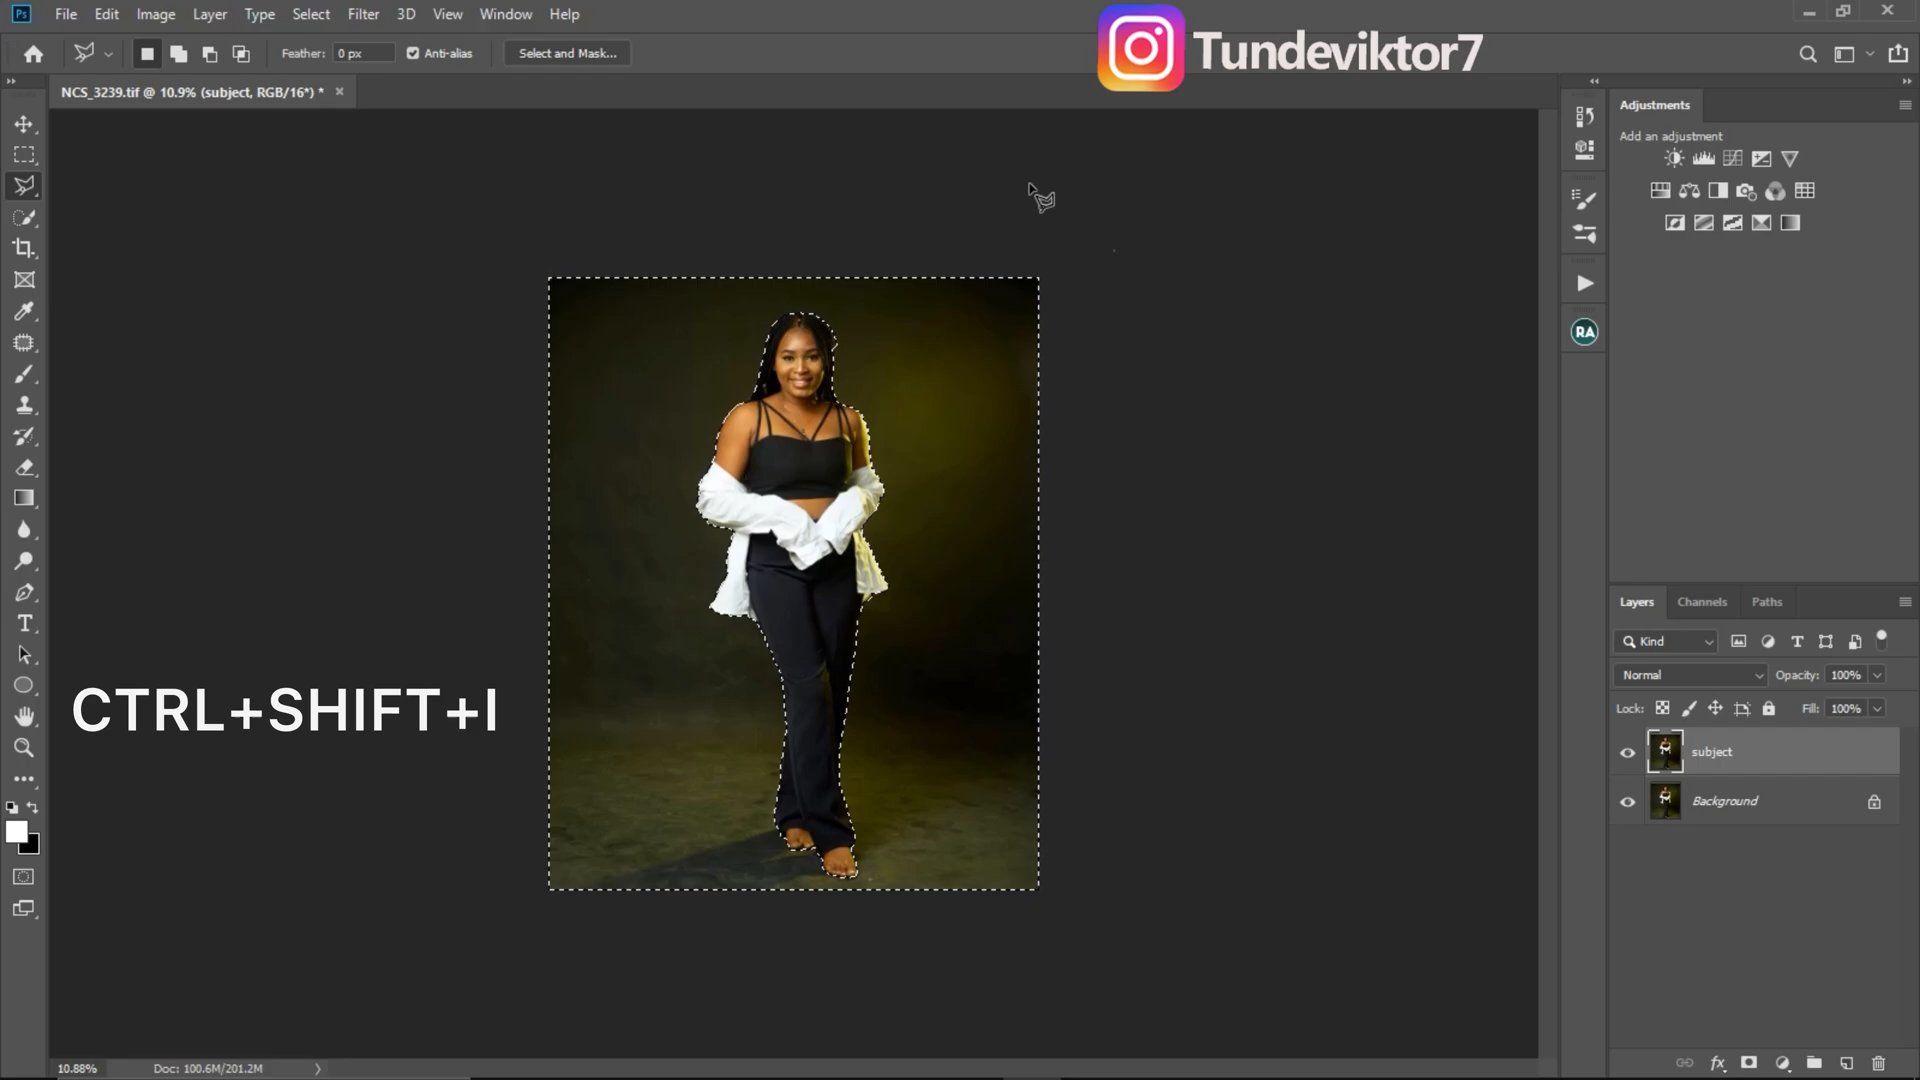 Ps File Edit Image Layer Type Select Filter 3D View Window Help
Feather: 0 px Anti-alias Select and Mask...
Tundeviktor7
NCS_3239.tif @ 10.9% (subject, RGB/16*) *
Adjustments
Add an adjustment
RA
CTRL+SHIFT+I
Layers Channels Paths
Kind
Normal Opacity: 100%
Lock: Fill: 100%
subject
Background
fx
10.88% Doc: 100.6M/201.2M